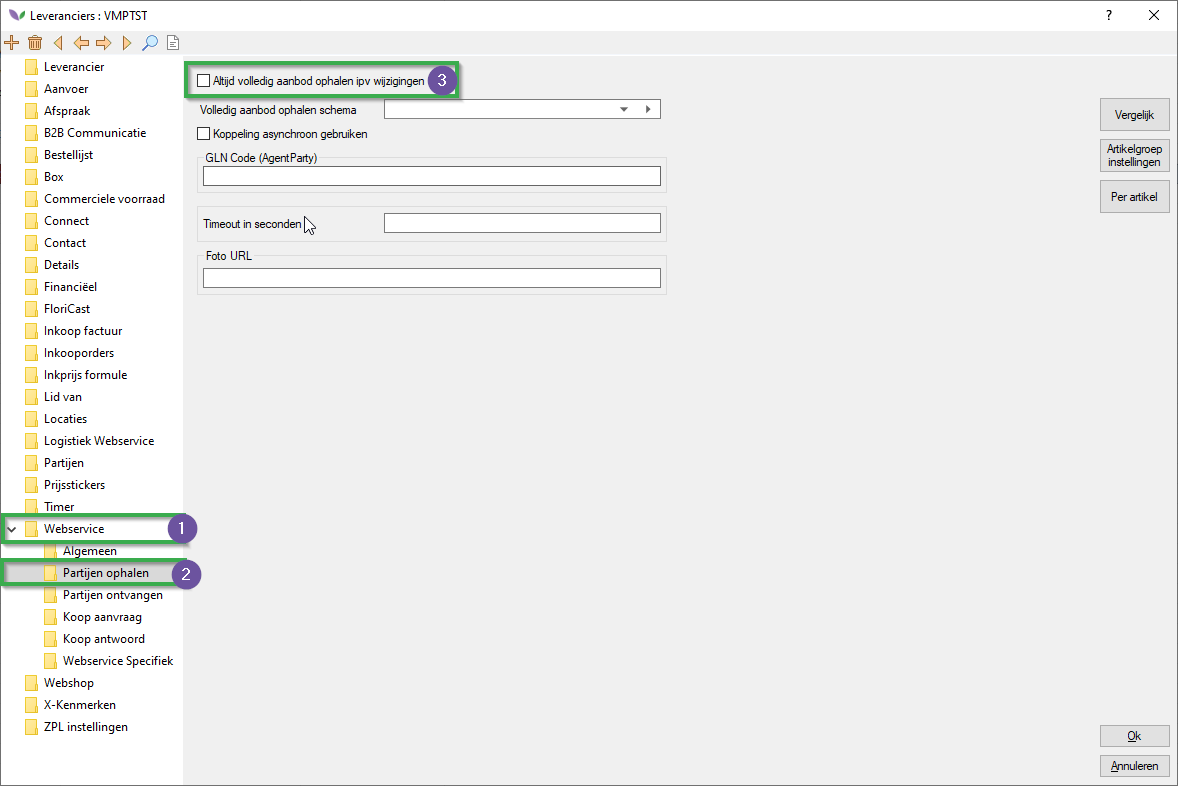 Leveranciers : VMPTST
?
Leverancier
Aanvoer
Afspraak
B2B Communicatie
Bestellijst
Box
Commerciele voorraad
Connect
Contact
Details
Financiëel
FloriCast
Inkoop factuur
Inkooporders
Inkprijs formule
Lid van
Locaties
Logistiek Webservice
Partijen
Prijsstickers
Timer
Webservice 1
Algemeen
Partijen ophalen 2
Partijen ontvangen
Koop aanvraag
Koop antwoord
Webservice Specifiek
Webshop
X-Kenmerken
ZPL instellingen
Altijd volledig aanbod ophalen ipv wijzigingen 3
Volledig aanbod ophalen schema
Koppeling asynchroon gebruiken
GLN Code (AgentParty)
Timeout in seconden
Foto URL
Vergelijk
Artikelgroep
instellingen
Per artikel
Ok
Annuleren